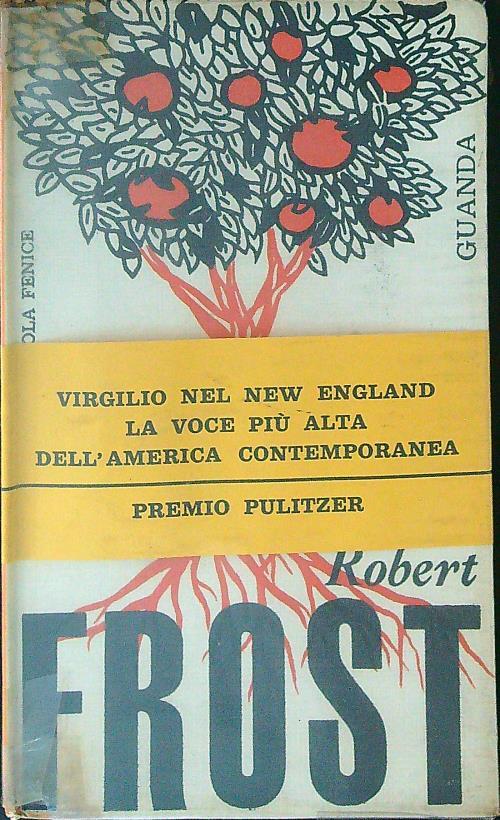 GUANDA
OLA FENICE
VIRGILIO NEL NEW ENGLAND
LA VOCE PIÙ ALTA
DELL'AMERICA CONTEMPORANEA
PREMIO PULITZER
Robert
FROST